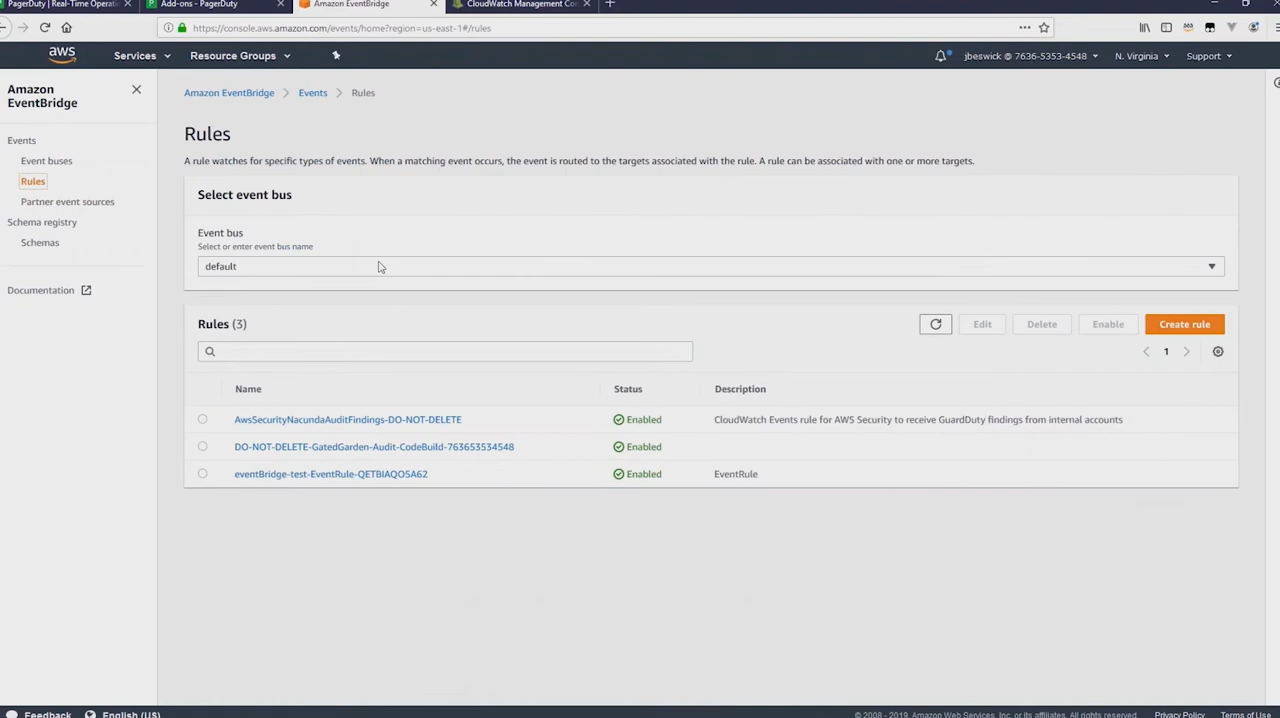 PagerDuty | Real-Time Operati
Add-ons - PagerDuty
Amazon EventBridge
CloudWatch Management Con
https://console.aws.amazon.com/events/home?region=us-east-1#/rules
aws
Services
Resource Groups
jbeswick @ 7636-5353-4548
N. Virginia
Support
Amazon
EventBridge
Events
Event buses
Rules
Partner event sources
Schema registry
Schemas
Documentation
Amazon EventBridge
Events
Rules
Rules
A rule watches for specific types of events. When a matching event occurs, the event is routed to the targets associated with the rule. A rule can be associated with one or more targets.
Select event bus
Event bus
Select or enter event bus name
default
Rules (3)
Edit
Delete
Enable
Create rule
1
Name
Status
Description
AwsSecurityNacundaAuditFindings-DO-NOT-DELETE
Enabled
CloudWatch Events rule for AWS Security to receive GuardDuty findings from internal accounts
DO-NOT-DELETE-GatedGarden-Audit-CodeBuild-763653534548
Enabled
eventBridge-test-EventRule-QETBIAQO5A62
Enabled
EventRule
Feedback
English (US)
© 2008 - 2019, Amazon Web Services, Inc. or its affiliates. All rights reserved.
Privacy Policy
Terms of Use